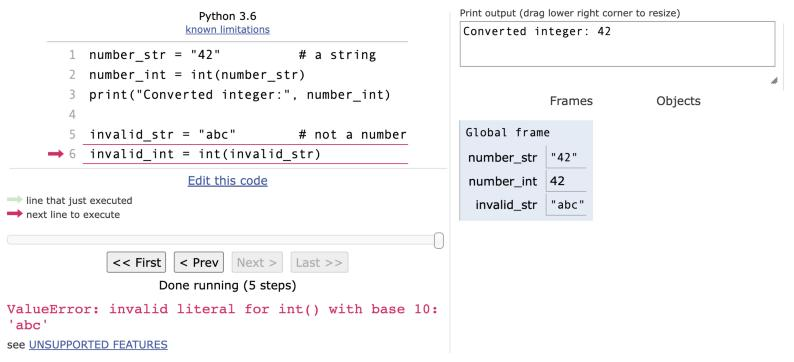 Python 3.6
known limitations
1 number_str = "42" # a string
2 number_int = int(number_str)
3 print("Converted integer:", number_int)
4
5 invalid_str = "abc" # not a number
6 invalid_int = int(invalid_str)
Edit this code
line that just executed
next line to execute
<< First < Prev Next > Last >>
Done running (5 steps)
ValueError: invalid literal for int() with base 10:
'abc'
see UNSUPPORTED FEATURES
Print output (drag lower right corner to resize)
Converted integer: 42
Frames Objects
Global frame
number_str "42"
number_int 42
invalid_str "abc"